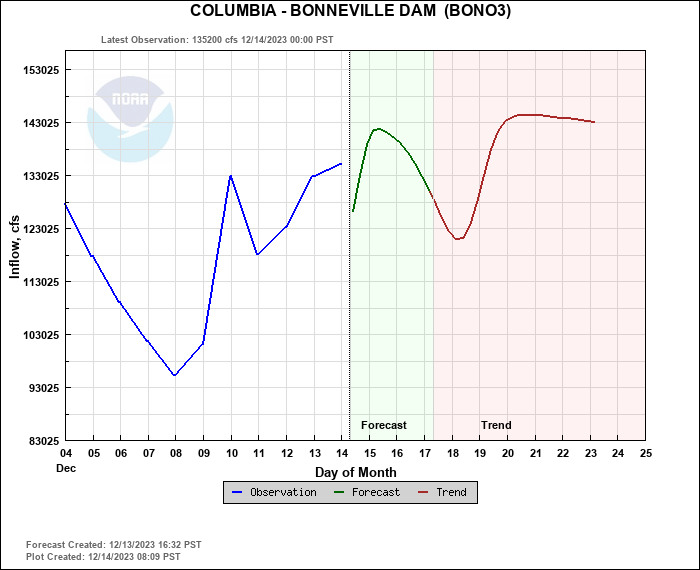 COLUMBIA - BONNEVILLE DAM (BONO3)
Latest Observation: 135200 cfs 12/14/2023 00:00 PST
NOAA
153025
143025
133025
123025
113025
103025
93025
83025
Inflow, cfs
Forecast
Trend
04 05 06 07 08 09 10 11 12 13 14 15 16 17 18 19 20 21 22 23 24 25
Dec
Day of Month
Observation Forecast Trend
Forecast Created: 12/13/2023 16:32 PST
Plot Created: 12/14/2023 08:09 PST